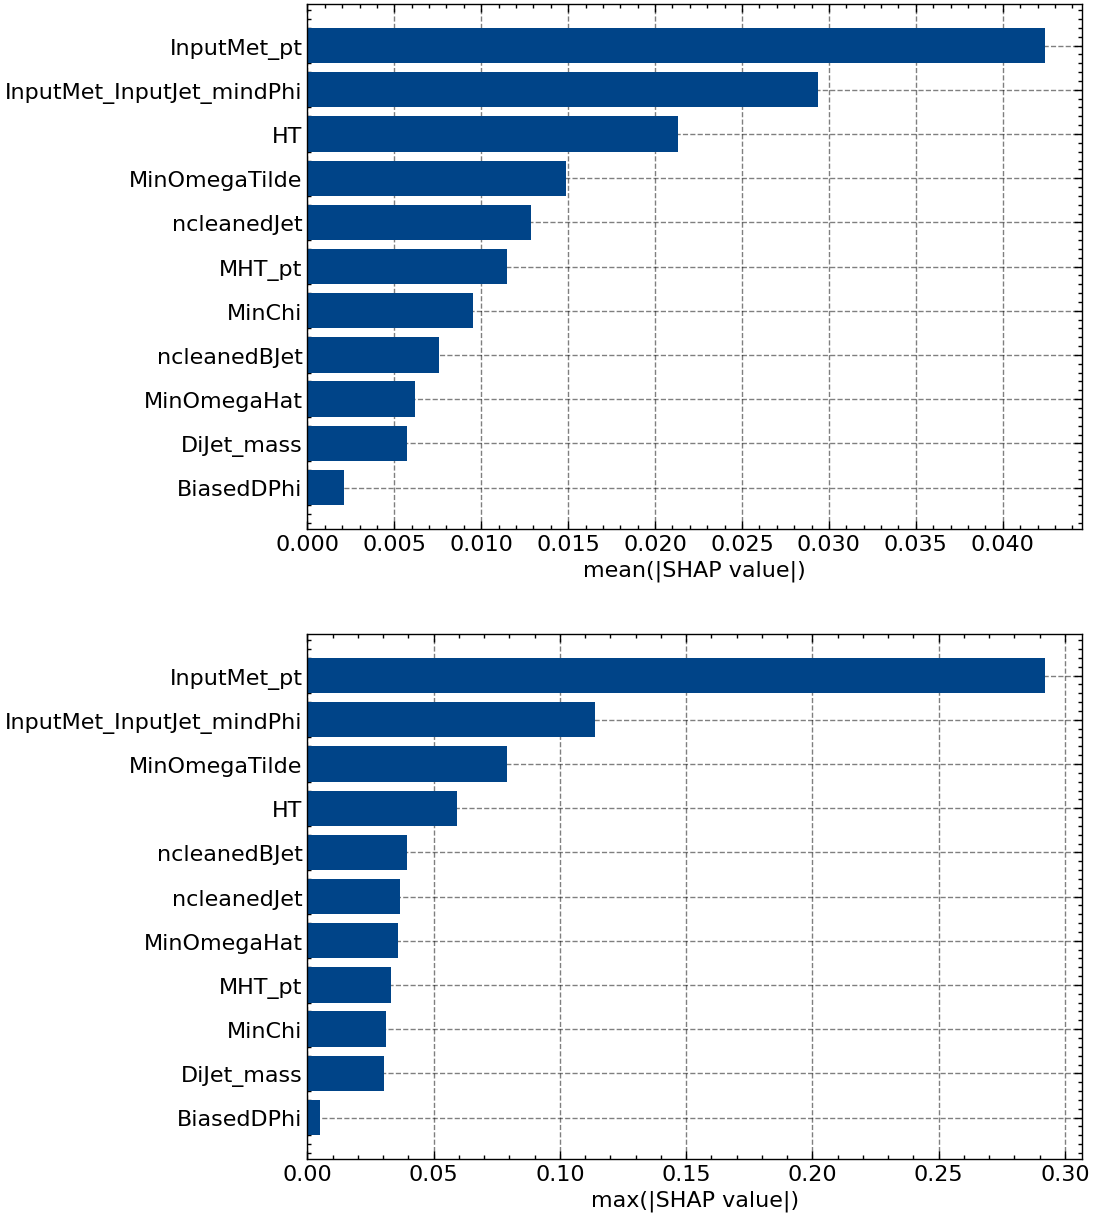 InputMet_pt
InputMet_InputJet_mindPhi
HT
MinOmegaTilde
ncleanedJet
MHT_pt
MinChi
ncleanedBJet
MinOmegaHat
DiJet_mass
BiasedDPhi
0.000 0.005 0.010 0.015 0.020 0.025 0.030 0.035 0.040
mean(|SHAP value|)
InputMet_pt
InputMet_InputJet_mindPhi
MinOmegaTilde
HT
ncleanedBJet
ncleanedJet
MinOmegaHat
MHT_pt
MinChi
DiJet_mass
BiasedDPhi
0.00 0.05 0.10 0.15 0.20 0.25 0.30
max(|SHAP value|)